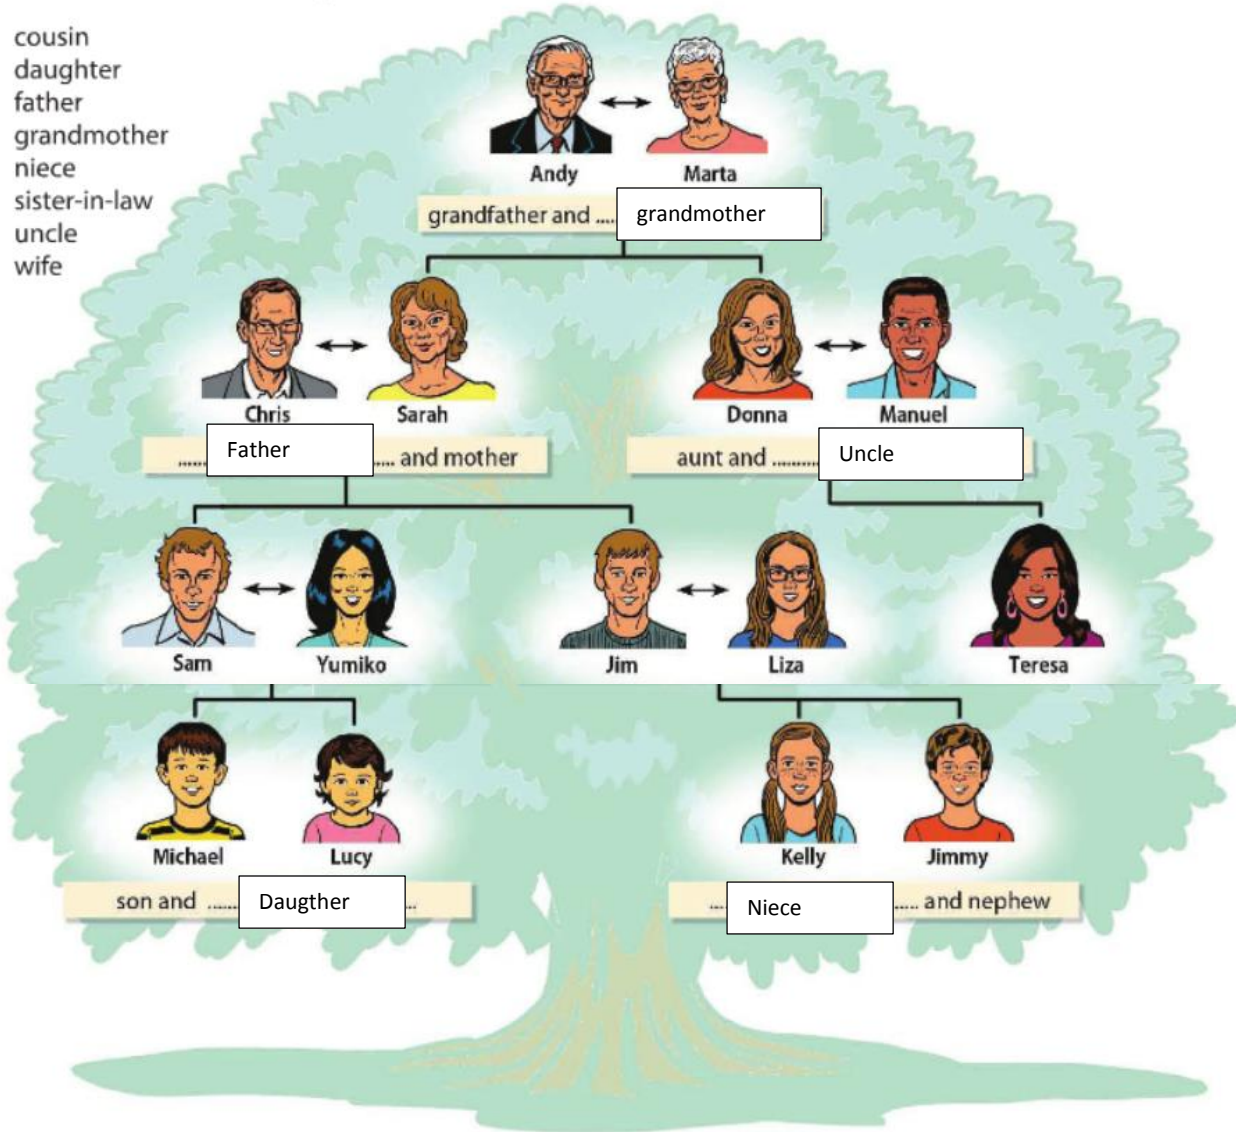 cousin
daughter
father
grandmother
niece
sister-in-law
uncle
wife
Andy
Marta
grandfather and ..... grandmother
Chris
Sarah
Donna
Manuel
...... Father ..... and mother
aunt and .......... Uncle
Sam
Yumiko
Jim
Liza
Teresa
Michael
Lucy
Kelly
Jimmy
son and ...... Daugther ...
... Niece ..... and nephew